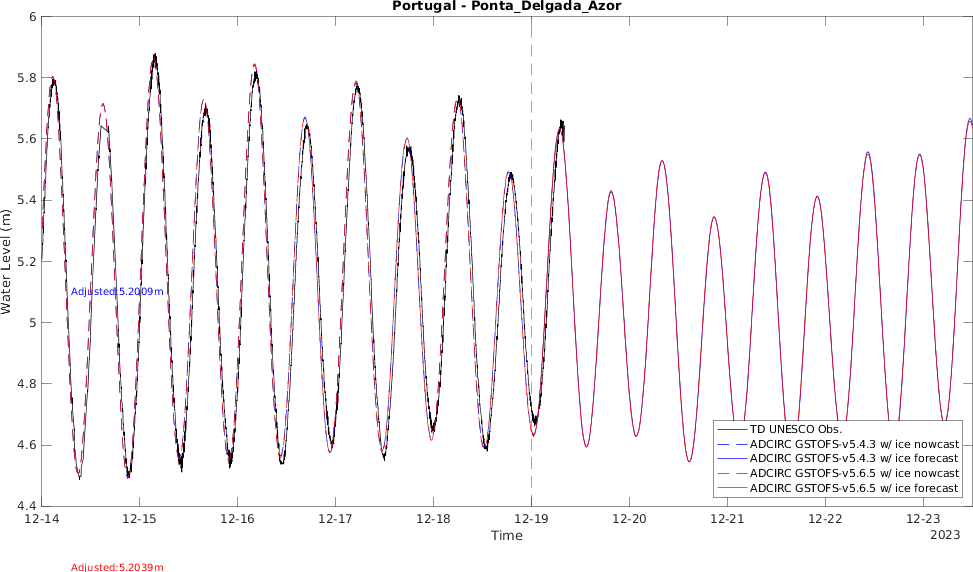 Portugal - Ponta_Delgada_Azor
6
5.8
5.6
5.4
5.2
5
4.8
4.6
4.4
Water Level (m)
Adjusted:5.2009m
TD UNESCO Obs.
ADCIRC GSTOFS-v5.4.3 w/ ice nowcast
ADCIRC GSTOFS-v5.4.3 w/ ice forecast
ADCIRC GSTOFS-v5.6.5 w/ ice nowcast
ADCIRC GSTOFS-v5.6.5 w/ ice forecast
12-14 12-15 12-16 12-17 12-18 12-19 12-20 12-21 12-22 12-23
Time
2023
Adjusted:5.2039m